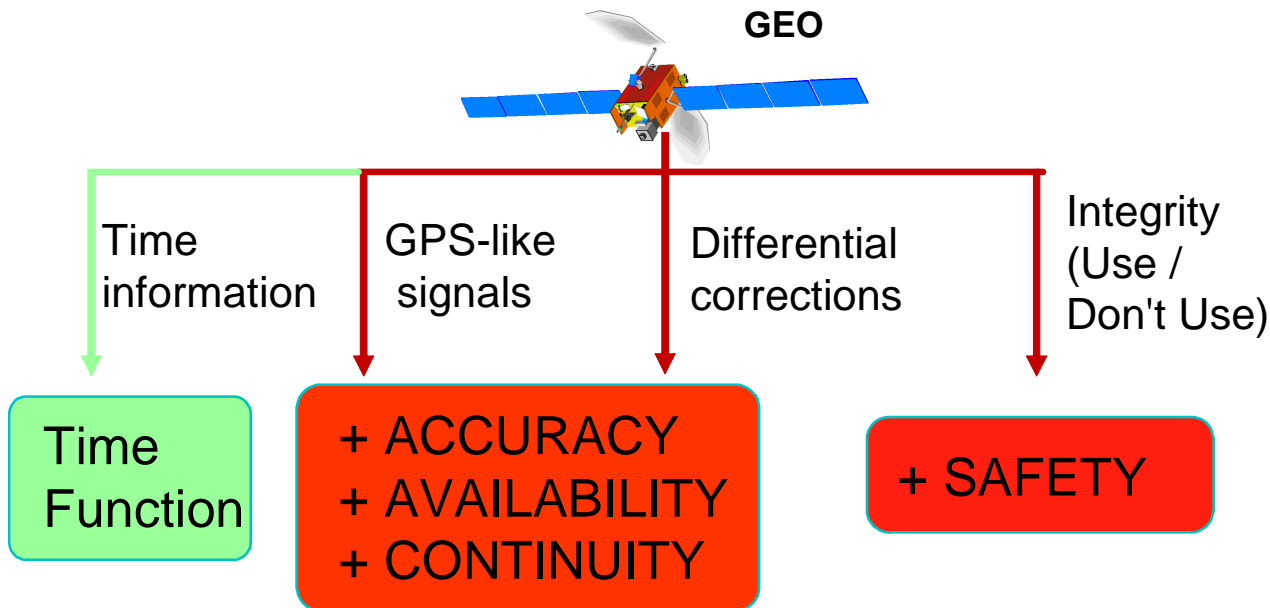 GEO
Time
information
GPS-like
signals
Differential
corrections
Integrity
(Use /
Don't Use)
Time
Function
+ ACCURACY
+ AVAILABILITY
+ CONTINUITY
+ SAFETY